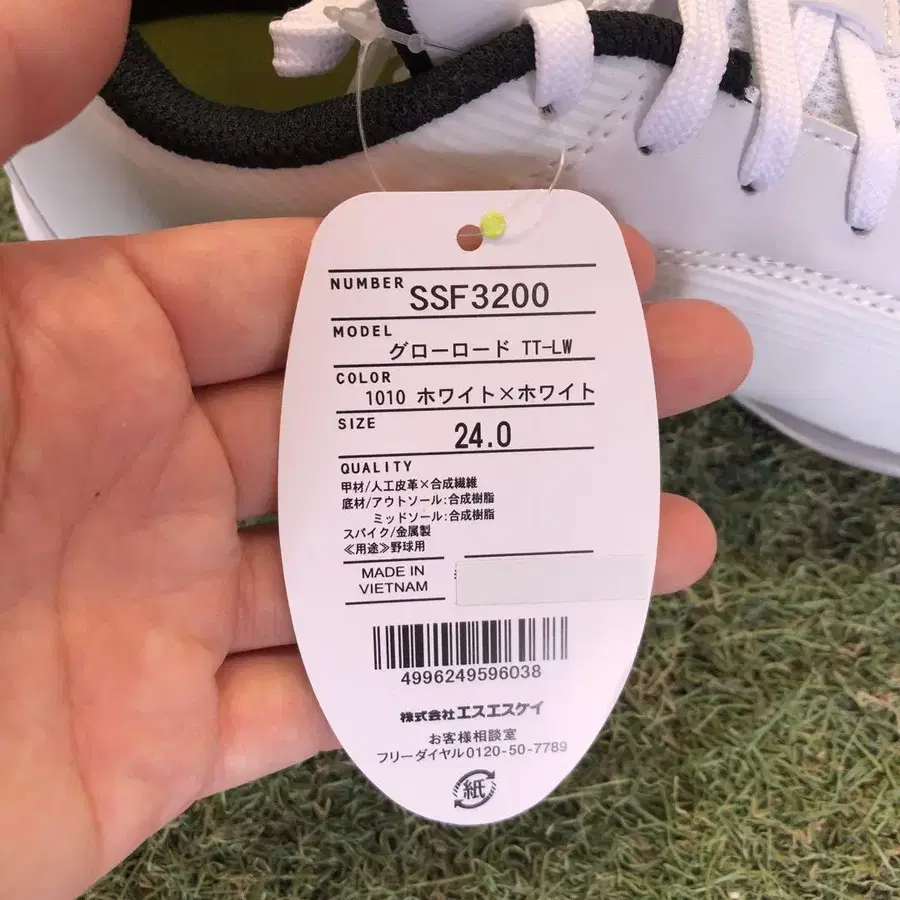 NUMBER SSF3200
MODEL
グローロード TT-LW
COLOR
1010 ホワイト×ホワイト
SIZE
24.0
QUALITY
甲材/人工皮革×合成繊維
底材/アウトソール:合成樹脂
ミッドソール:合成樹脂
スパイク/金属製
≪用途≫野球用
MADE IN
VIETNAM
4996249596038
株式会社エスエスケイ
お客様相談室
フリーダイヤル0120-50-7789
紙